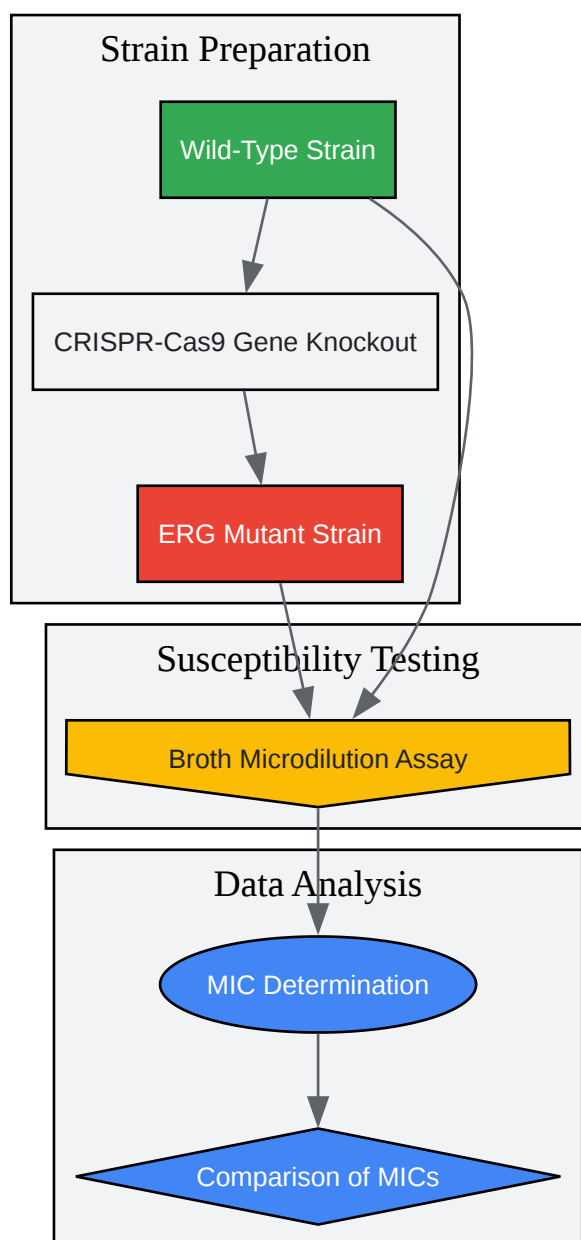 Strain Preparation
Wild-Type Strain
CRISPR-Cas9 Gene Knockout
ERG Mutant Strain
Susceptibility Testing
Broth Microdilution Assay
Data Analysis
MIC Determination
Comparison of MICs